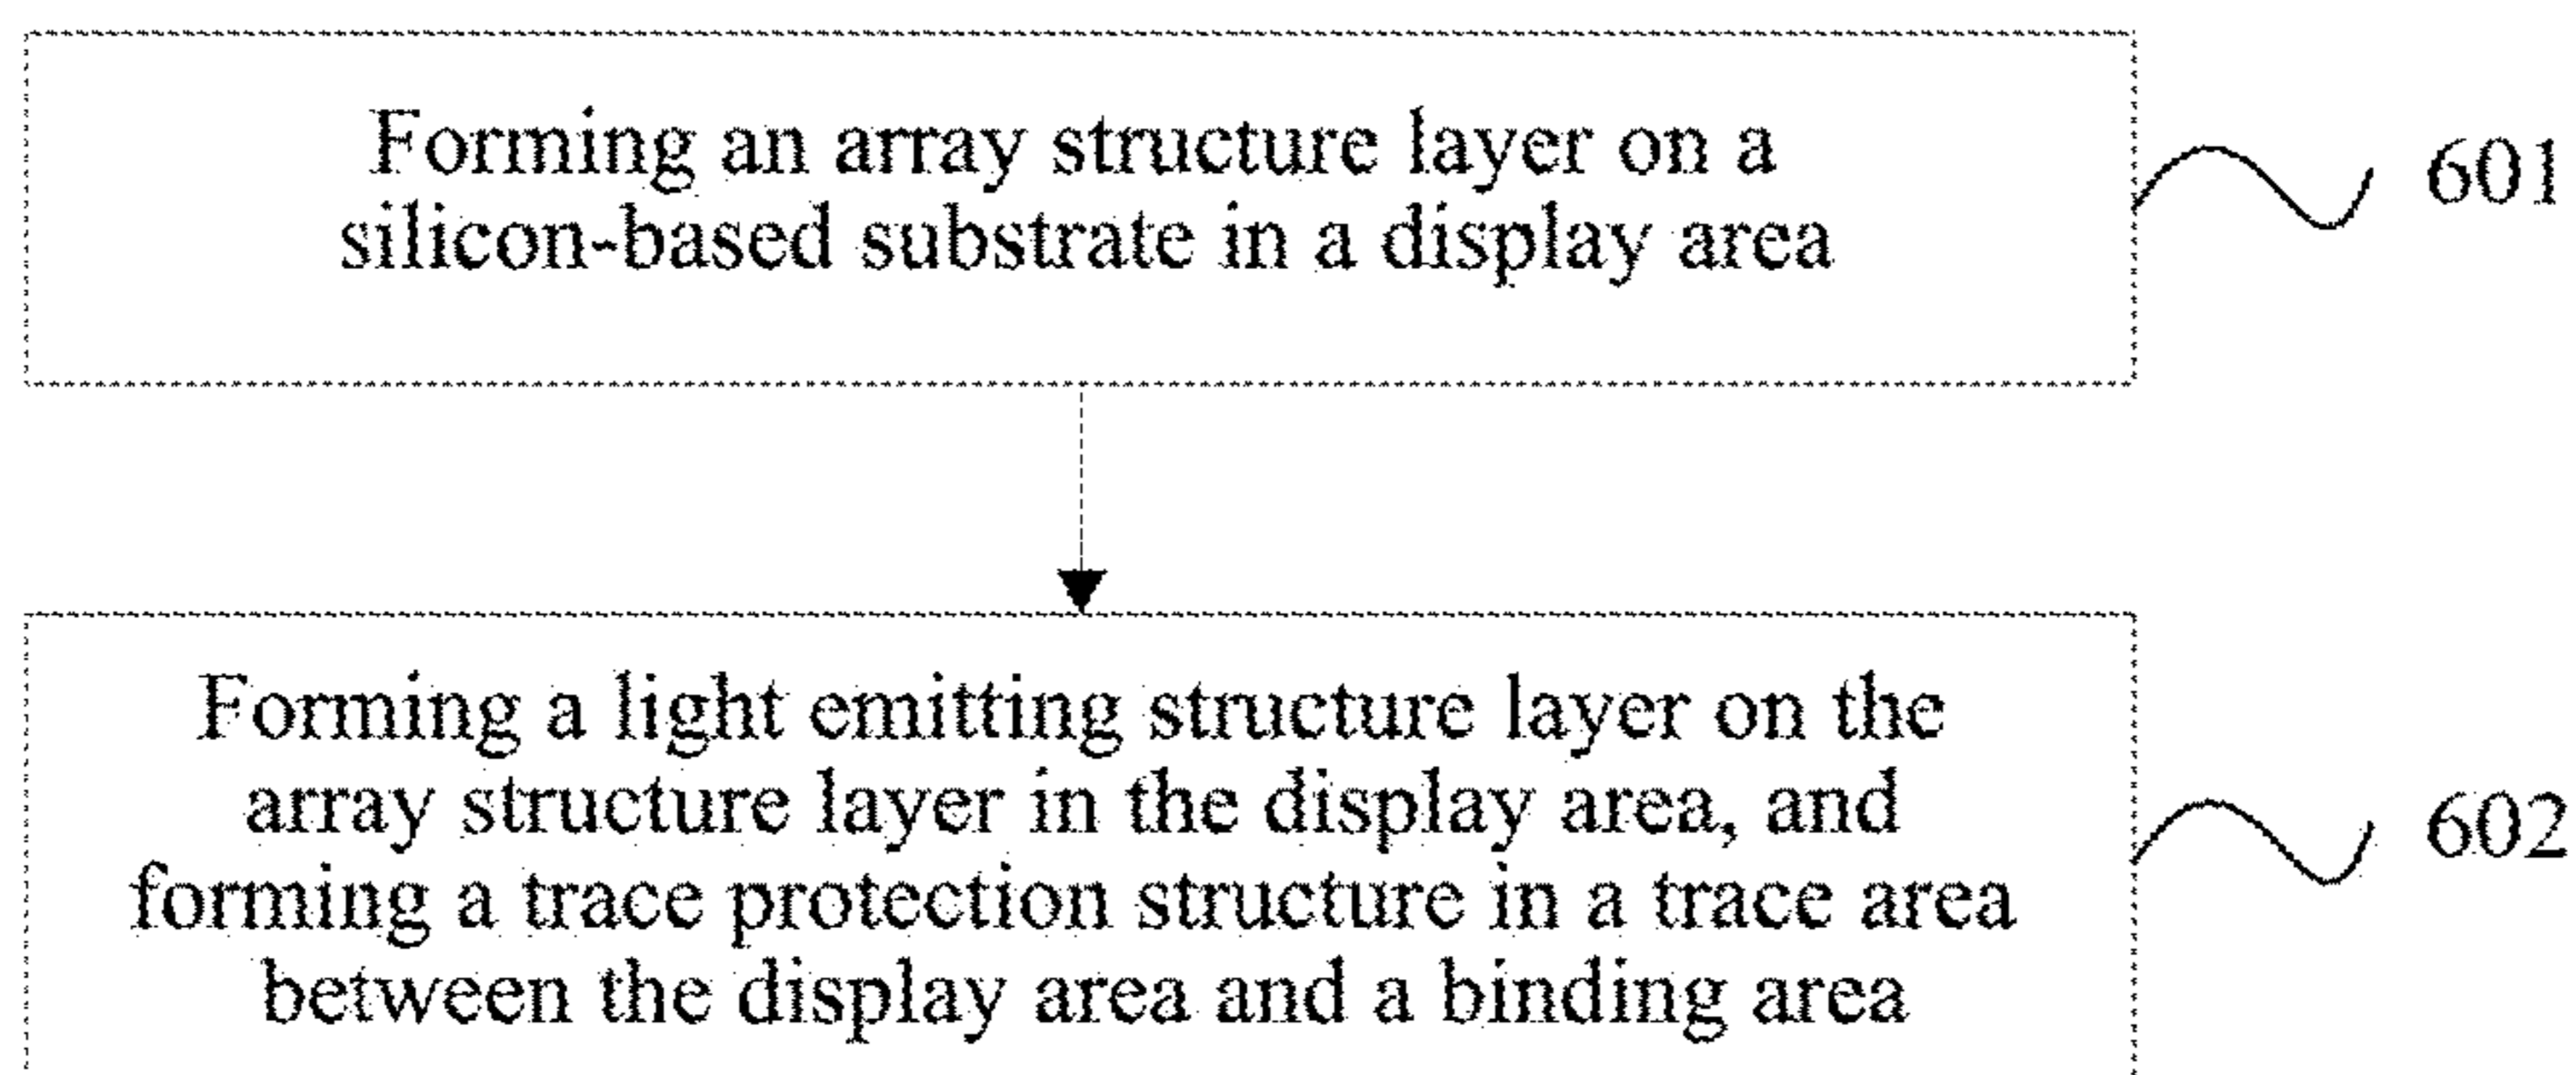 Forming an array structure layer on a
silicon-based substrate in a display area
601
Forming a light emitting structure layer on the
array structure layer in the display area, and
forming a trace protection structure in a trace area
between the display area and a binding area
602